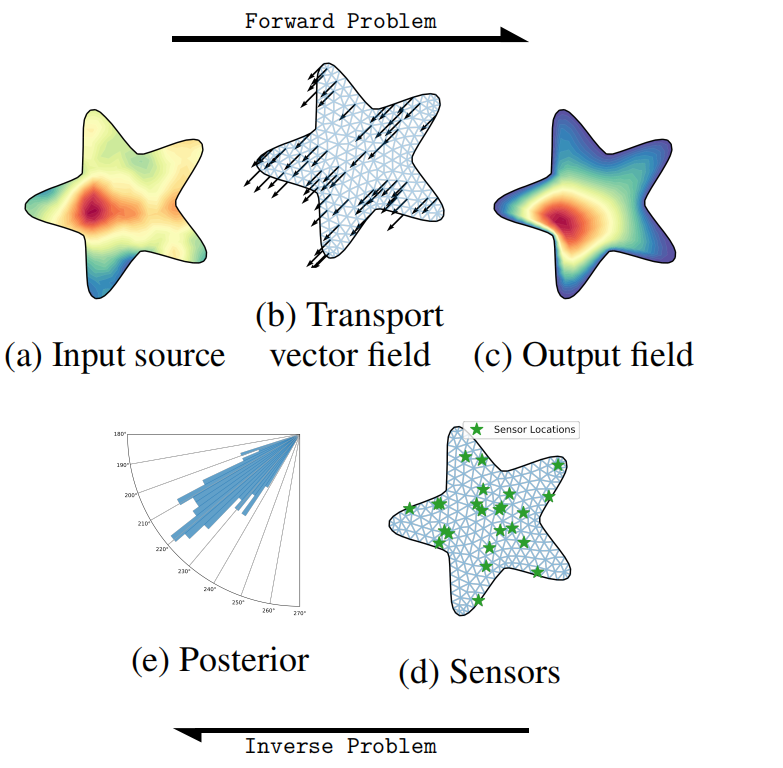 Forward Problem
(a) Input source
(b) Transport
vector field
(c) Output field
180°
190°
200°
210°
220°
230°
240°
250°
260°
270°
Sensor Locations
(e) Posterior
(d) Sensors
Inverse Problem